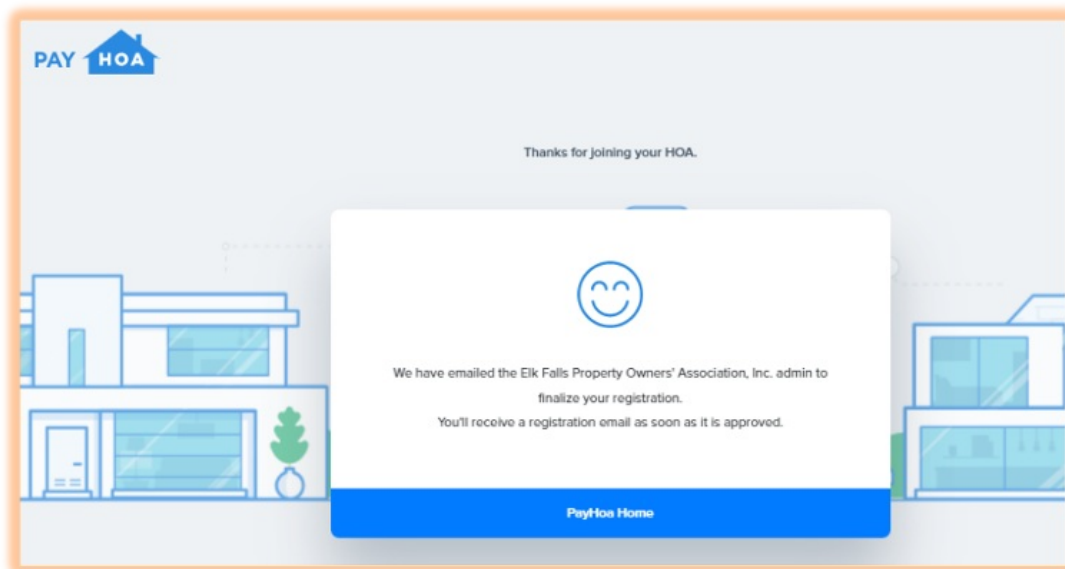 PAY HOA
Thanks for joining your HOA.
We have emailed the Elk Falls Property Owners' Association, Inc. admin to
finalize your registration.
You'll receive a registration email as soon as it is approved.
PayHoa Home